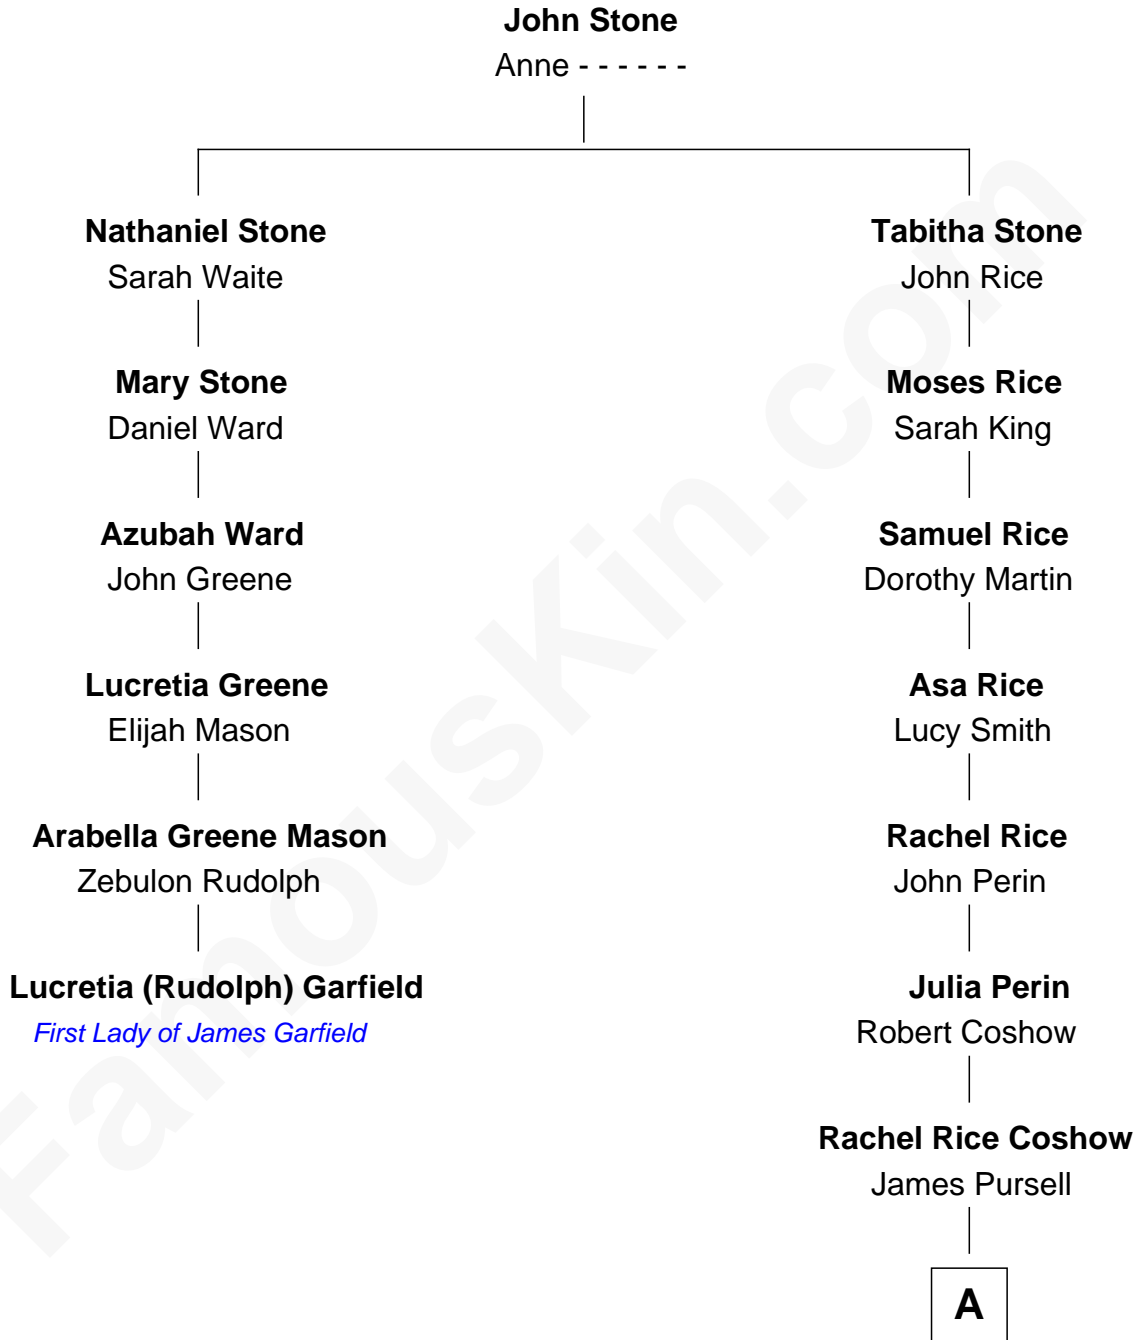 John Stone
Anne - - - - - -
Nathaniel Stone
Sarah Waite
Mary Stone
Daniel Ward
Azubah Ward
John Greene
Lucretia Greene
Elijah Mason
Arabella Greene Mason
Zebulon Rudolph
Lucretia (Rudolph) Garfield
First Lady of James Garfield
Tabitha Stone
John Rice
Moses Rice
Sarah King
Samuel Rice
Dorothy Martin
Asa Rice
Lucy Smith
Rachel Rice
John Perin
Julia Perin
Robert Coshow
Rachel Rice Coshow
James Pursell
A
FamousKin.com